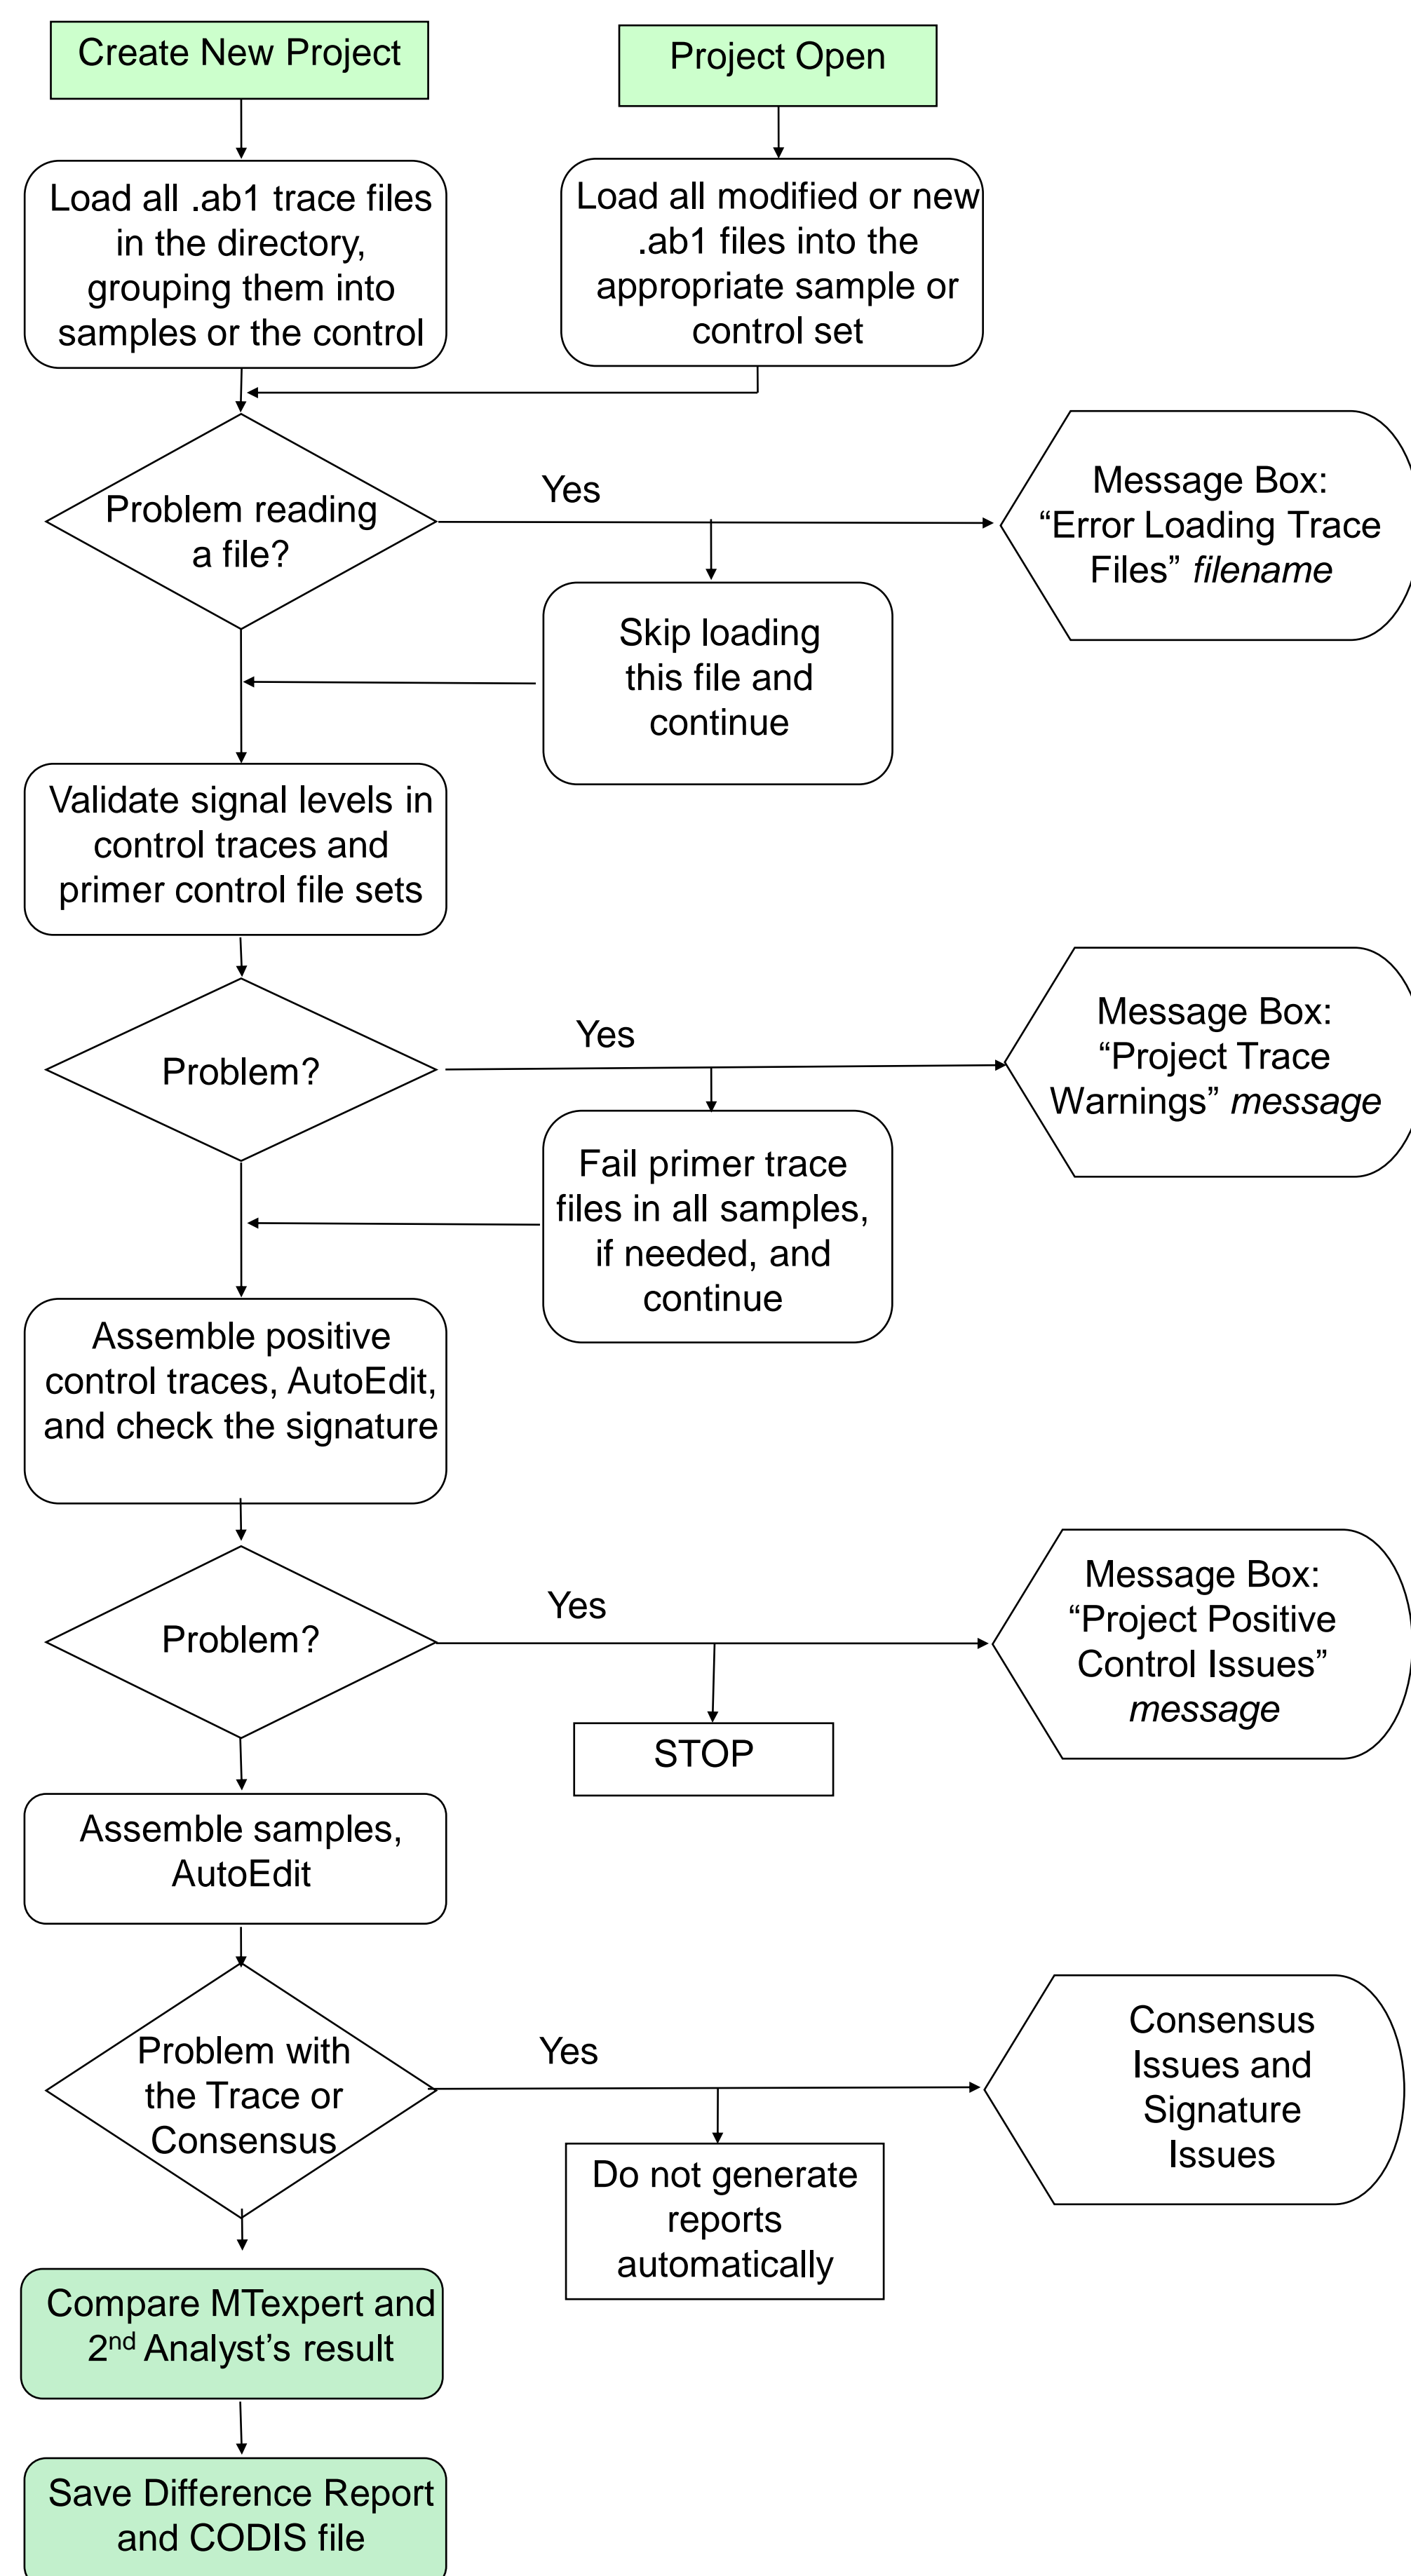 Create New Project
Project Open
Load all .ab1 trace files
in the directory,
grouping them into
samples or the control
Load all modified or new
.ab1 files into the
appropriate sample or
control set
Problem reading
a file?
Yes
Message Box:
“Error Loading Trace
Files” filename
Skip loading
this file and
continue
Validate signal levels in
control traces and
primer control file sets
Problem?
Yes
Message Box:
“Project Trace
Warnings” message
Fail primer trace
files in all samples,
if needed, and
continue
Assemble positive
control traces, AutoEdit,
and check the signature
Problem?
Yes
Message Box:
“Project Positive
Control Issues”
message
STOP
Assemble samples,
AutoEdit
Problem with
the Trace or
Consensus
Yes
Consensus
Issues and
Signature
Issues
Do not generate
reports
automatically
Compare MTexpert and
2nd Analyst’s result
Save Difference Report
and CODIS file